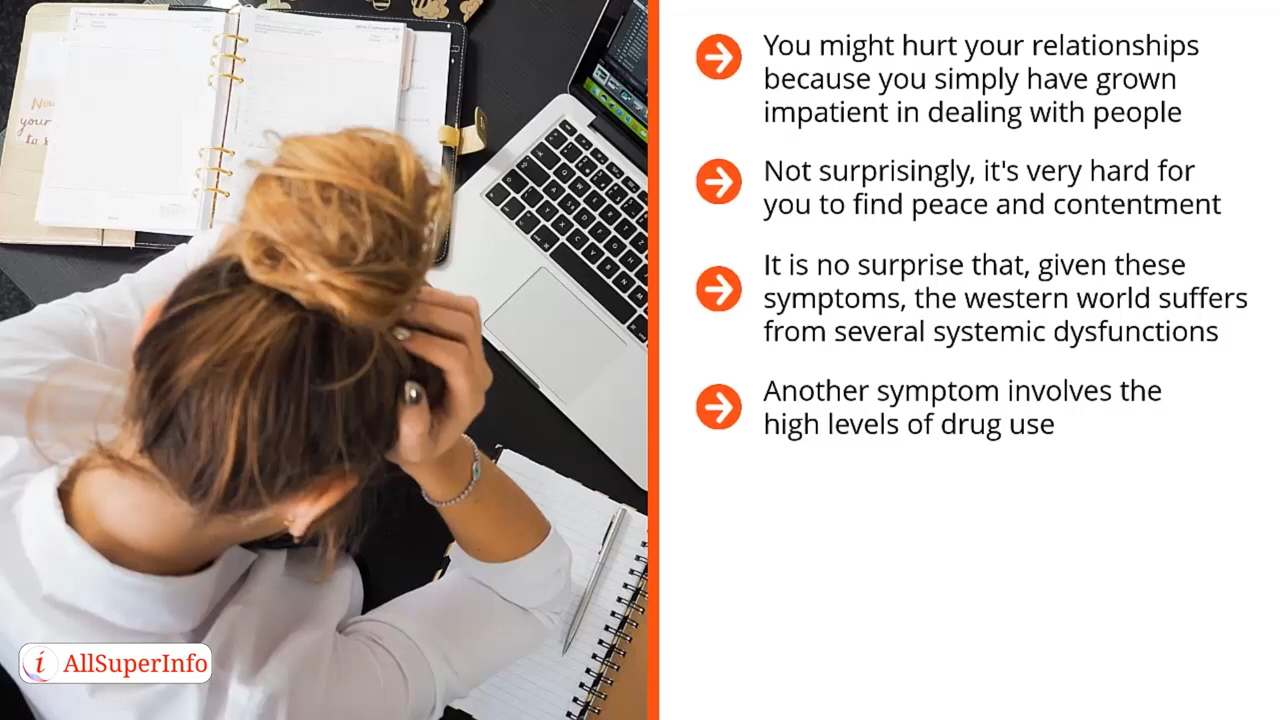 You might hurt your relationships
because you simply have grown
impatient in dealing with people
Not surprisingly, it's very hard for
you to find peace and contentment
It is no surprise that, given these
symptoms, the western world suffers
from several systemic dysfunctions
Another symptom involves the
high levels of drug use
your
i AllSuperInfo